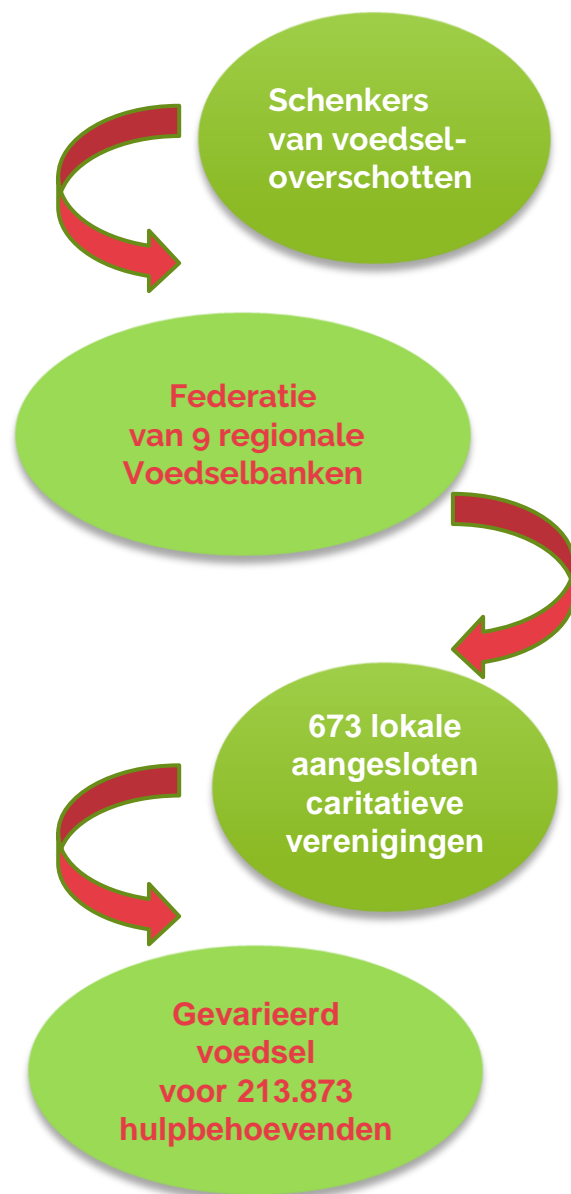 Schenkers
van voedsel-
overschotten
Federatie
van 9 regionale
Voedselbanken
673 lokale
aangesloten
caritatieve
verenigingen
Gevarieerd
voedsel
voor 213.873
hulpbehoevenden